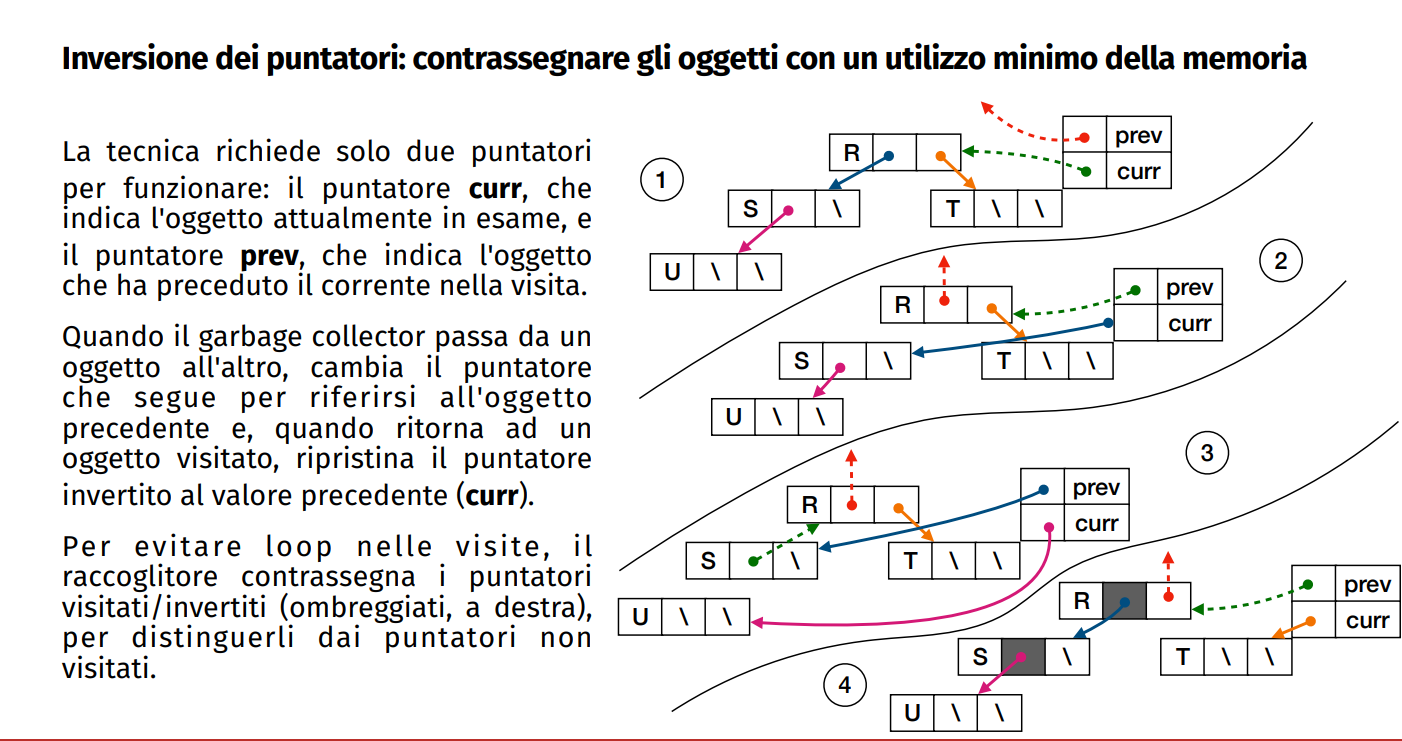 Inversione dei puntatori: contrassegnare gli oggetti con un utilizzo minimo della memoria
La tecnica richiede solo due puntatori
per funzionare: il puntatore curr, che
indica l'oggetto attualmente in esame, e
il puntatore prev, che indica l'oggetto
che ha preceduto il corrente nella visita.
Quando il garbage collector passa da un
oggetto all'altro, cambia il puntatore
che segue per riferirsi all'oggetto
precedente e, quando ritorna ad un
oggetto visitato, ripristina il puntatore
invertito al valore precedente (curr).
Per evitare loop nelle visite, il
raccoglitore contrassegna i puntatori
visitati/invertiti (ombreggiati, a destra),
per distinguerli dai puntatori non
visitati.
1
prev
curr
R
S \
T \ \
U \ \
2
prev
curr
R
S \
T \ \
U \ \
3
prev
curr
R
S \
T \ \
U \ \
4
prev
curr
R
S \
T \ \
U \ \